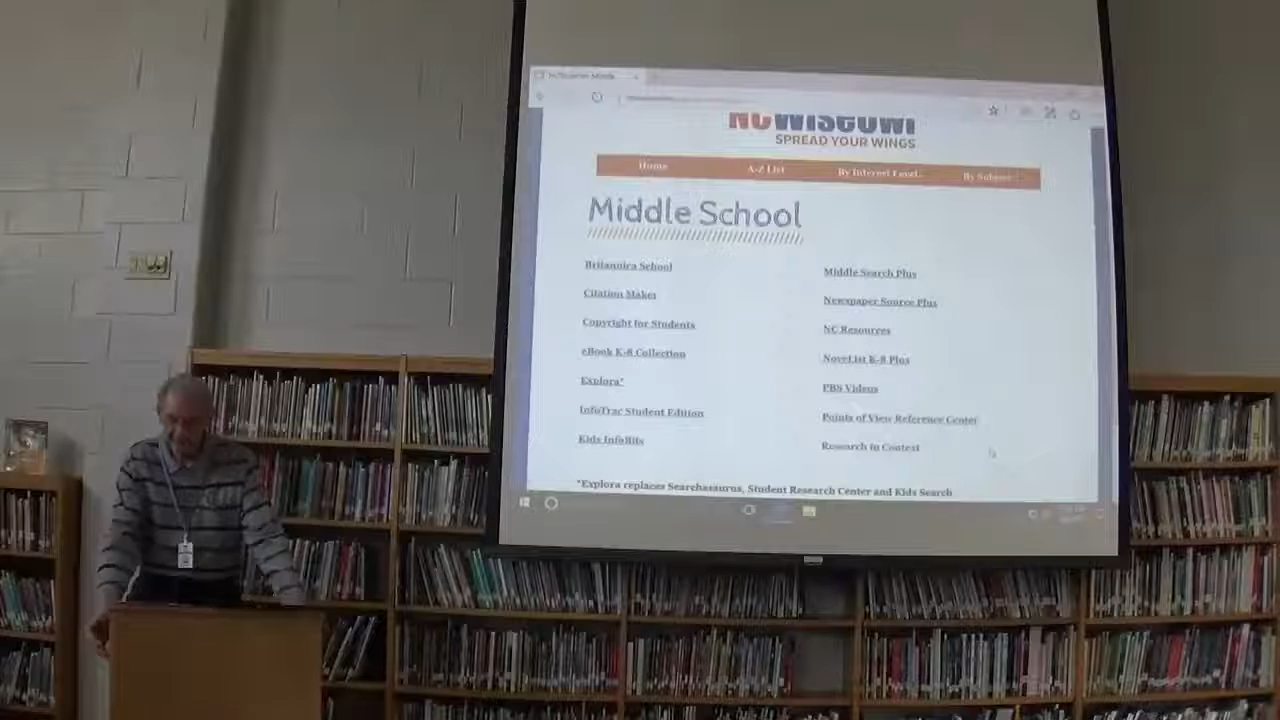 SPREAD YOUR WINGS
Home
A-Z List
By Interest Level
By Subject
Middle School
Britannica School
Citation Maker
Copyright for Students
eBook K-8 Collection
Explora*
InfoTrac Student Edition
Kids InfoBits
Middle Search Plus
Newspaper Source Plus
NC Resources
NoveList K-8 Plus
PBS Videos
Points of View Reference Center
Research in Context
*Explora replaces Searchasaurus, Student Research Center and Kids Search